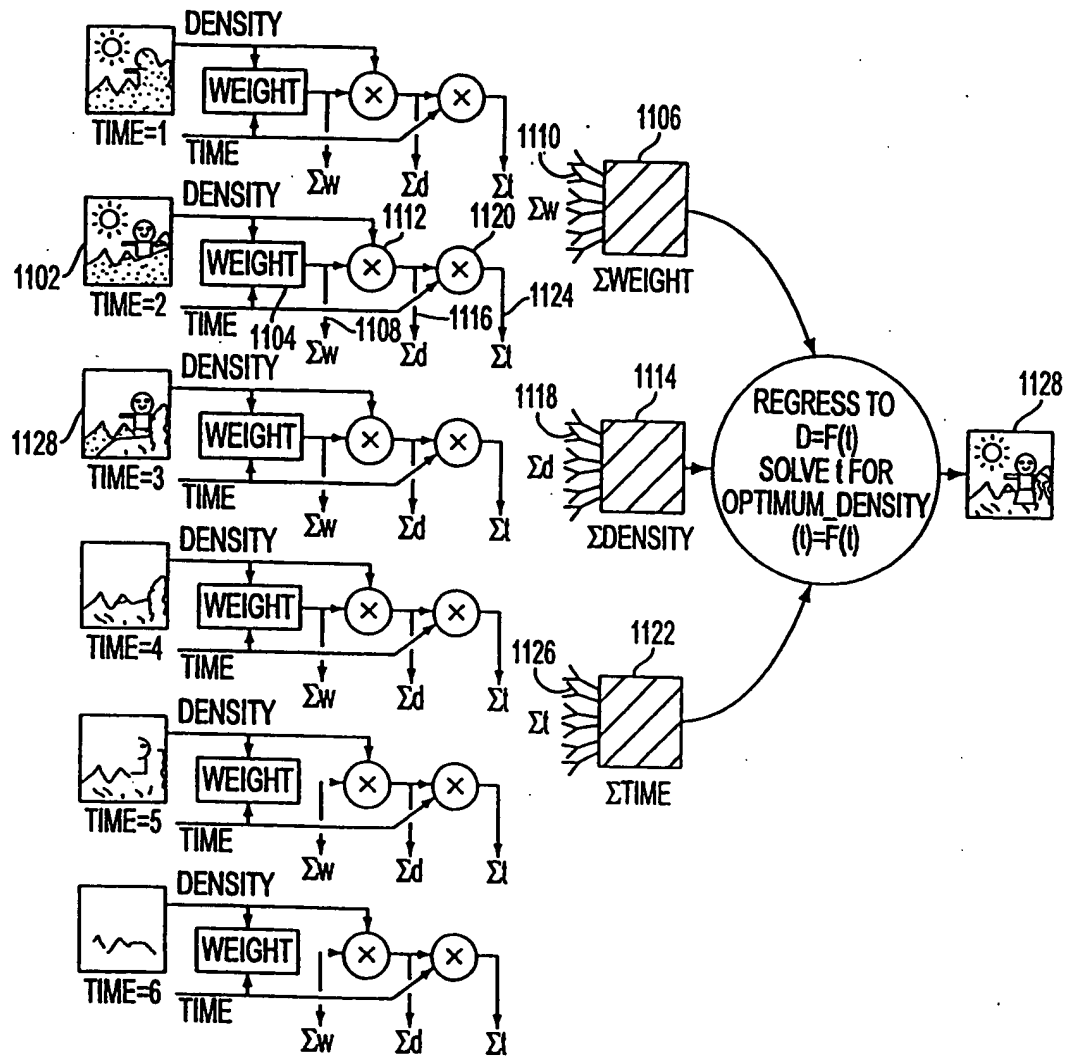 DENSITY
WEIGHT
TIME=1
TIME
Σw
Σd
Σt
DENSITY
1112
1120
1102
WEIGHT
TIME=2
TIME
1104
1108
1116
1124
Σw
Σd
Σt
DENSITY
1128
WEIGHT
TIME=3
TIME
Σw
Σd
Σt
DENSITY
WEIGHT
TIME=4
TIME
Σw
Σd
Σt
DENSITY
WEIGHT
TIME=5
TIME
Σw
Σd
Σt
DENSITY
WEIGHT
TIME=6
TIME
Σw
Σd
Σt
1110
1106
Σw
ΣWEIGHT
1118
1114
Σd
ΣDENSITY
1126
1122
Σt
ΣTIME
REGRESS TO
D=F(t)
SOLVE t FOR
OPTIMUM_DENSITY
(t)=F(t)
1128